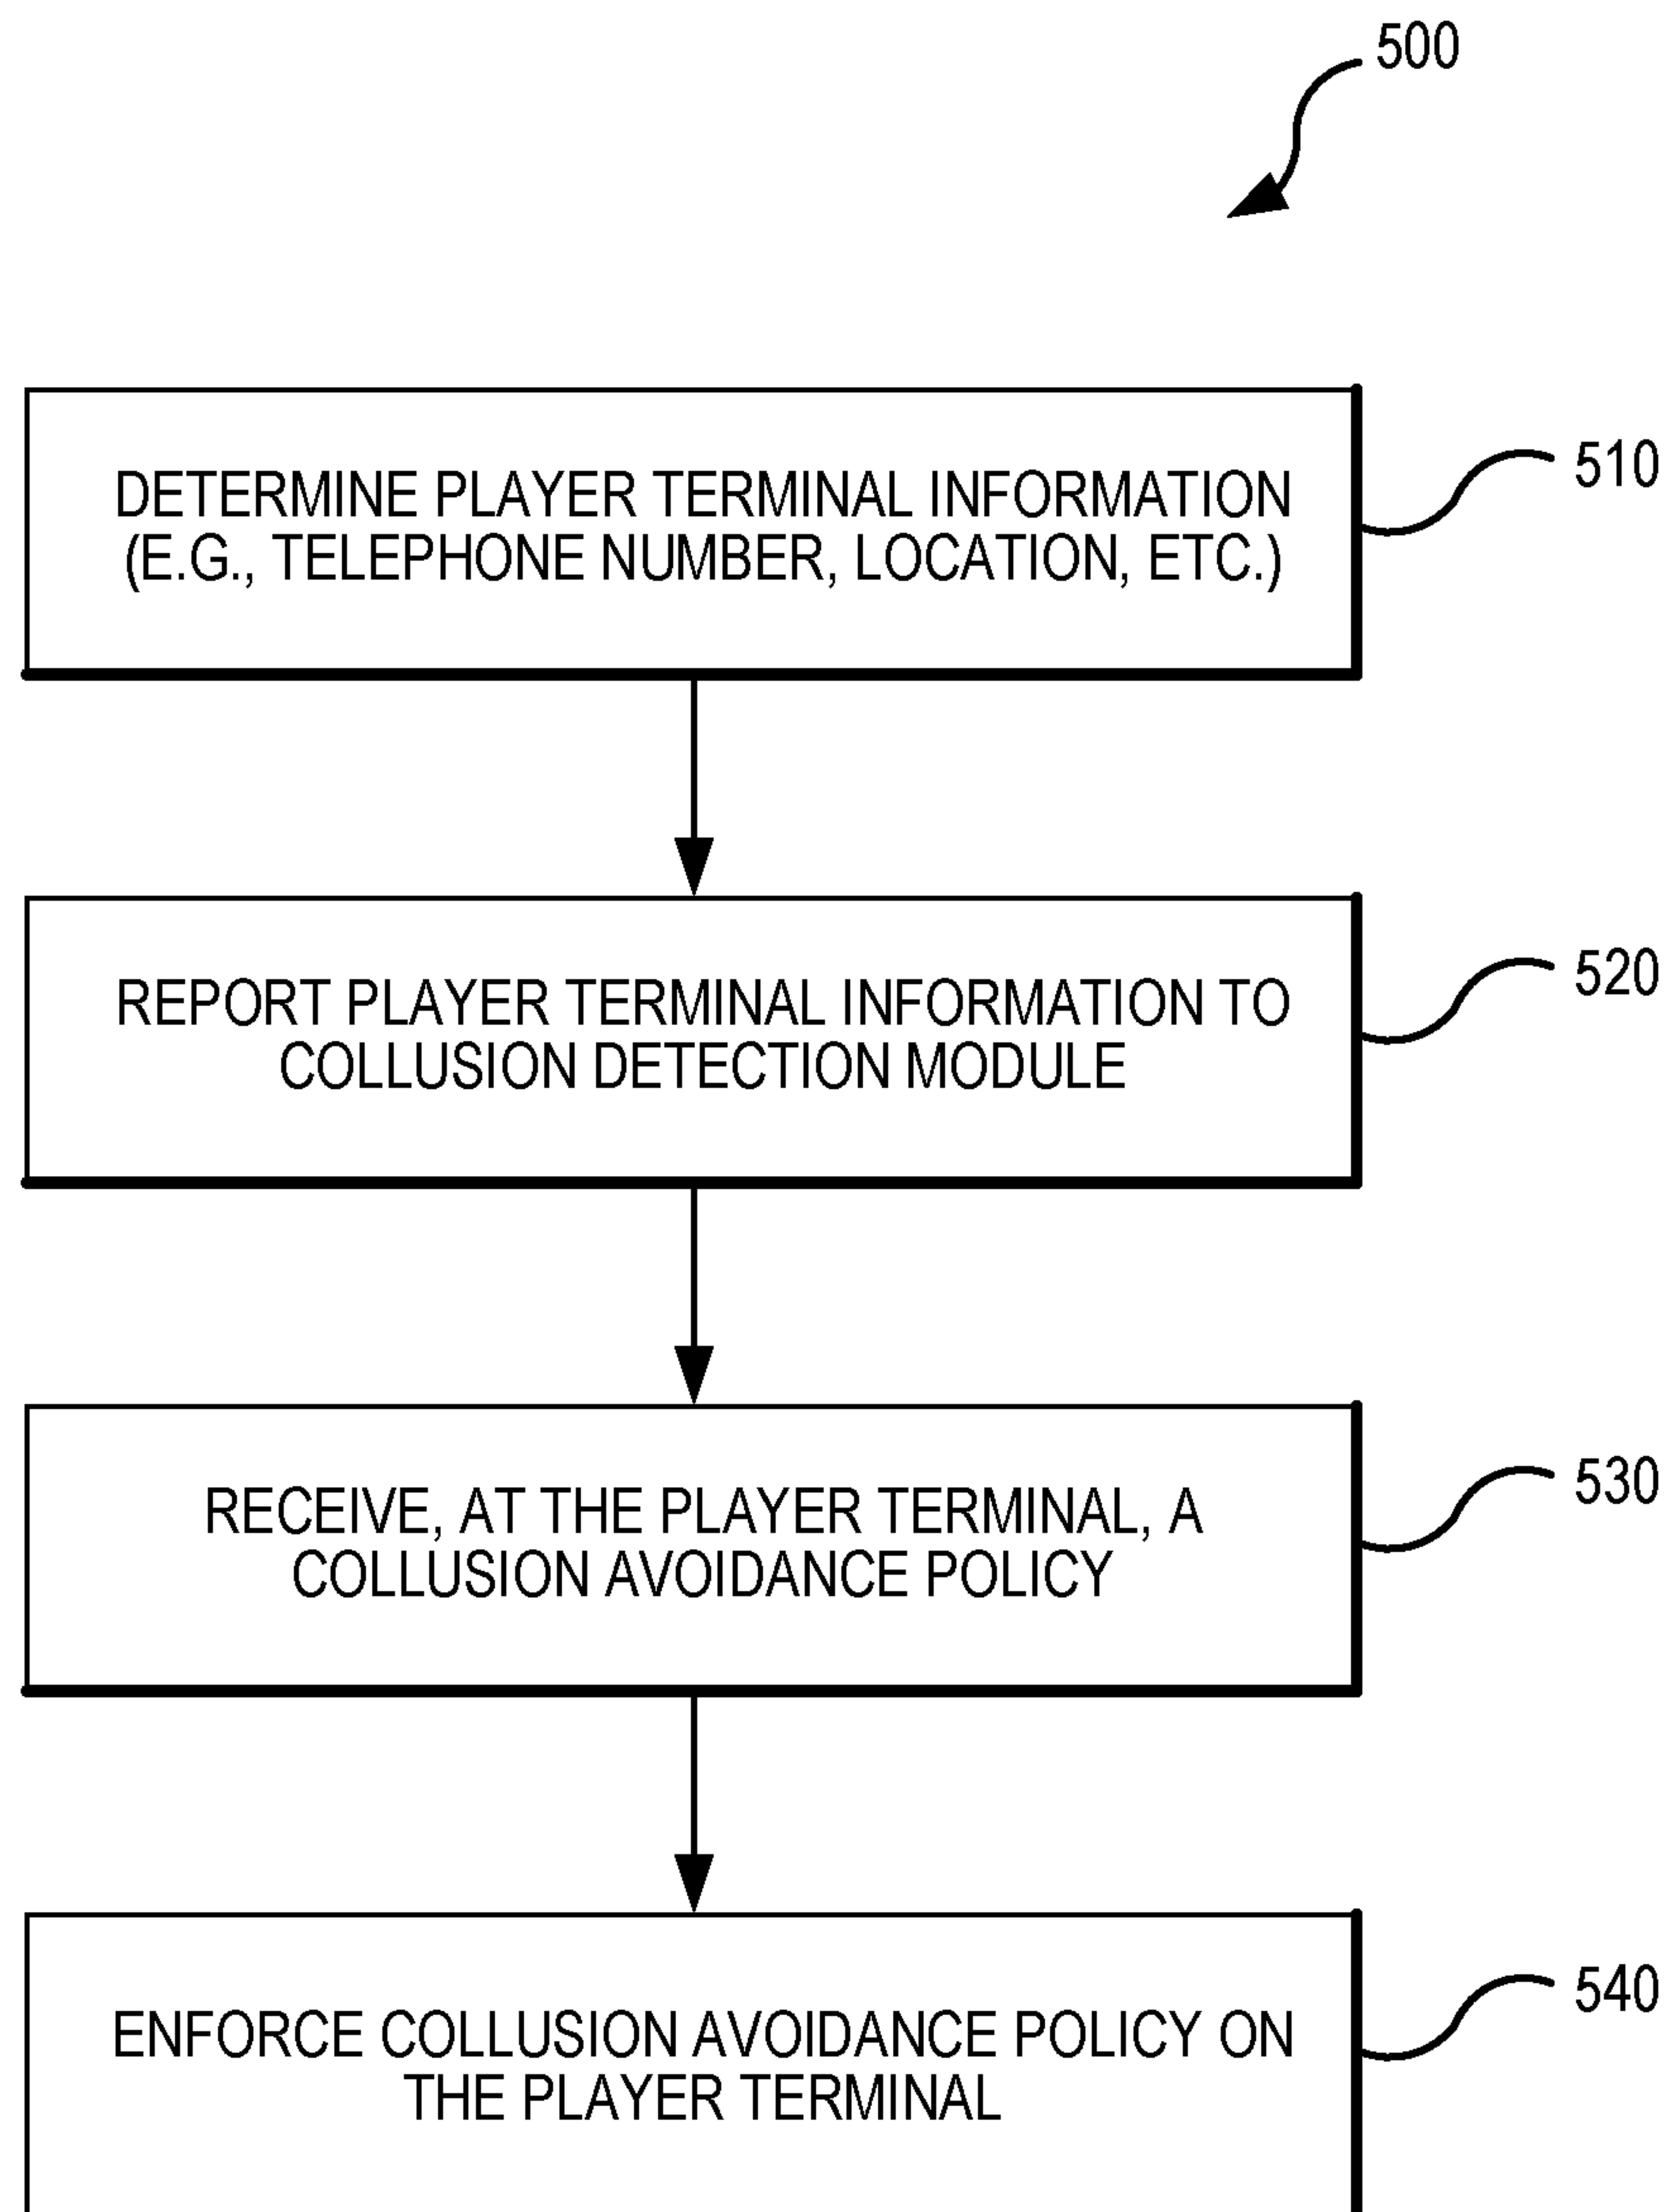 500
DETERMINE PLAYER TERMINAL INFORMATION
(E.G., TELEPHONE NUMBER, LOCATION, ETC.)
510
REPORT PLAYER TERMINAL INFORMATION TO
COLLUSION DETECTION MODULE
520
RECEIVE, AT THE PLAYER TERMINAL, A
COLLUSION AVOIDANCE POLICY
530
ENFORCE COLLUSION AVOIDANCE POLICY ON
THE PLAYER TERMINAL
540